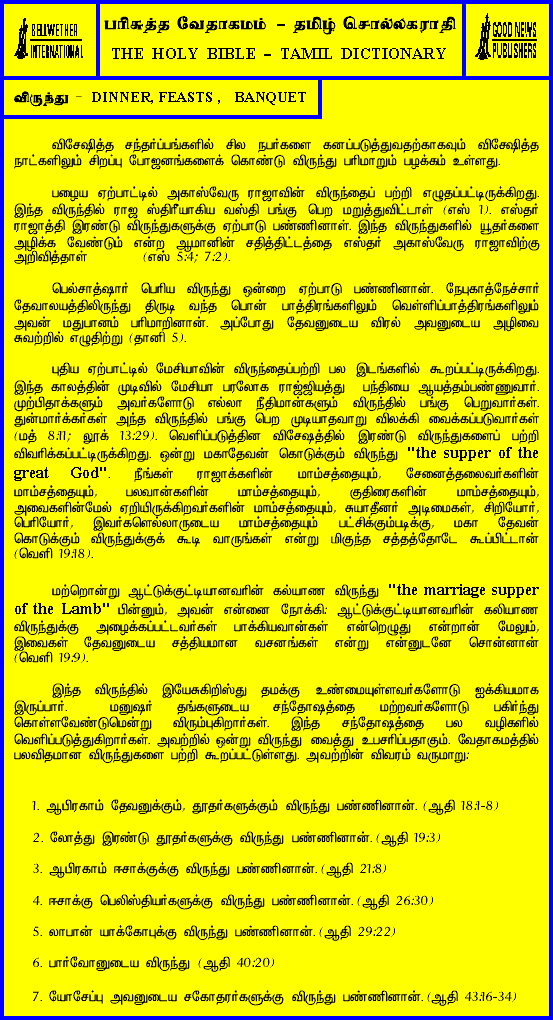 BELLWETHER
INTERNATIONAL
பரிசுத்த வேதாகமம் – தமிழ் சொல்லகராதி
THE HOLY BIBLE – TAMIL DICTIONARY
GOOD NEWS
PUBLISHERS
விருந்து – DINNER, FEASTS , BANQUET
விசேஷித்த சந்தர்ப்பங்களில் சில நபர்களை கனப்படுத்துவதற்காகவும் விசேஷித்த
நாட்களிலும் சிறப்பு போஜனங்களைக் கொண்டு விருந்து பரிமாறும் பழக்கம் உள்ளது.
பழைய ஏற்பாட்டில் அகாஸ்வேரு ராஜாவின் விருந்தைப் பற்றி எழுதப்பட்டிருக்கிறது.
இந்த விருந்தில் ராஜ ஸ்திரீயாகிய வஸ்தி பங்கு பெற மறுத்துவிட்டாள் (எஸ் 1). எஸ்தர்
ராஜாத்தி இரண்டு விருந்துகளுக்கு ஏற்பாடு பண்ணினாள். இந்த விருந்துகளில் யூதர்களை
அழிக்க வேண்டும் என்ற ஆமானின் சதித்திட்டத்தை எஸ்தர் அகாஸ்வேரு ராஜாவிற்கு
அறிவித்தாள் (எஸ் 5:4; 7:2).
பெல்சாத்ஷார் பெரிய விருந்து ஒன்றை ஏற்பாடு பண்ணினான். நேபுகாத்நேச்சார்
தேவாலயத்திலிருந்து திருடி வந்த பொன் பாத்திரங்களிலும் வெள்ளிப்பாத்திரங்களிலும்
அவன் மதுபானம் பரிமாறினான். அப்போது தேவனுடைய விரல் அவனுடைய அழிவை
சுவற்றில் எழுதிற்று (தானி 5).
புதிய ஏற்பாட்டில் மேசியாவின் விருந்தைப்பற்றி பல இடங்களில் கூறப்பட்டிருக்கிறது.
இந்த காலத்தின் முடிவில் மேசியா பரலோக ராஜ்ஜியத்து பந்தியை ஆயத்தம்பண்ணுவார்.
முற்பிதாக்களும் அவர்களோடு எல்லா நீதிமான்களும் விருந்தில் பங்கு பெறுவார்கள்.
துன்மார்க்கர்கள் அந்த விருந்தில் பங்கு பெற முடியாதவாறு விலக்கி வைக்கப்படுவார்கள்
(மத் 8:11; லூக் 13:29). வெளிப்படுத்தின விசேஷத்தில் இரண்டு விருந்துகளைப் பற்றி
விவரிக்கப்பட்டிருக்கிறது. ஒன்று மகாதேவன் கொடுக்கும் விருந்து "the supper of the
great God". நீங்கள் ராஜாக்களின் மாம்சத்தையும், சேனைத்தலைவர்களின்
மாம்சத்தையும், பலவான்களின் மாம்சத்தையும், குதிரைகளின் மாம்சத்தையும்,
அவைகளின்மேல் ஏறியிருக்கிறவர்களின் மாம்சத்தையும், சுயாதீனர் அடிமைகள், சிறியோர்,
பெரியோர், இவர்களெல்லாருடைய மாம்சத்தையும் பட்சிக்கும்படிக்கு, மகா தேவன்
கொடுக்கும் விருந்துக்குக் கூடி வாருங்கள் என்று மிகுந்த சத்தத்தோடே கூப்பிட்டான்
(வெளி 19:18).
மற்றொன்று ஆட்டுக்குட்டியானவரின் கல்யாண விருந்து "the marriage supper
of the Lamb" பின்னும், அவன் என்னை நோக்கி: ஆட்டுக்குட்டியானவரின் கலியாண
விருந்துக்கு அழைக்கப்பட்டவர்கள் பாக்கியவான்கள் என்றெழுது என்றான் மேலும்,
இவைகள் தேவனுடைய சத்தியமான வசனங்கள் என்று என்னுடனே சொன்னான்
(வெளி 19:9).
இந்த விருந்தில் இயேசுகிறிஸ்து தமக்கு உண்மையுள்ளவர்களோடு ஐக்கியமாக
இருப்பார். மனுஷர் தங்களுடைய சந்தோஷத்தை மற்றவர்களோடு பகிர்ந்து
கொள்ளவேண்டுமென்று விரும்புகிறார்கள். இந்த சந்தோஷத்தை பல வழிகளில்
வெளிப்படுத்துகிறார்கள். அவற்றில் ஒன்று விருந்து வைத்து உபசரிப்பதாகும். வேதாகமத்தில்
பலவிதமான விருந்துகளை பற்றி கூறப்பட்டுள்ளது. அவற்றின் விவரம் வருமாறு:
1. ஆபிரகாம் தேவனுக்கும், தூதர்களுக்கும் விருந்து பண்ணினான். (ஆதி 18:1-8)
2. லோத்து இரண்டு தூதர்களுக்கு விருந்து பண்ணினான். (ஆதி 19:3)
3. ஆபிரகாம் ஈசாக்குக்கு விருந்து பண்ணினான். (ஆதி 21:8)
4. ஈசாக்கு பெலிஸ்தியர்களுக்கு விருந்து பண்ணினான். (ஆதி 26:30)
5. லாபான் யாக்கோபுக்கு விருந்து பண்ணினான். (ஆதி 29:22)
6. பார்வோனுடைய விருந்து (ஆதி 40:20)
7. யோசேப்பு அவனுடைய சகோதரர்களுக்கு விருந்து பண்ணினான். (ஆதி 43:16-34)